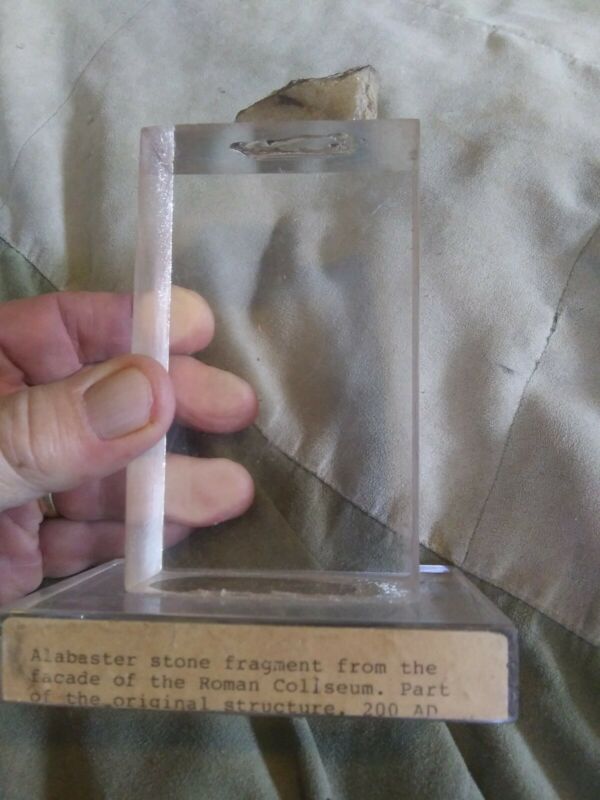 Alabaster stone fragment from the
facade of the Roman Coliseum. Part
of the original structure, 200 AD